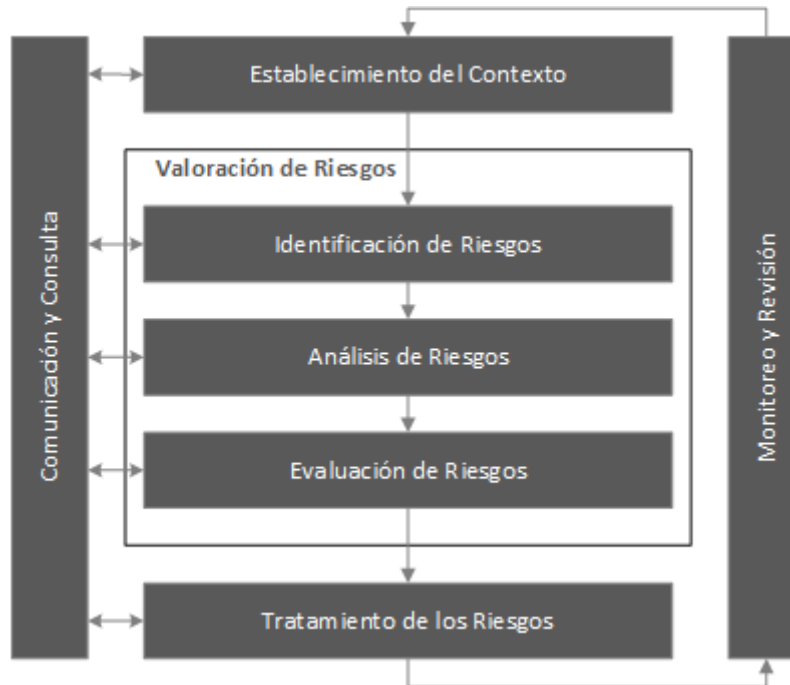 Establecimiento del Contexto
Valoración de Riesgos
Identificación de Riesgos
Análisis de Riesgos
Evaluación de Riesgos
Tratamiento de los Riesgos
Comunicación y Consulta
Monitoreo y Revisión